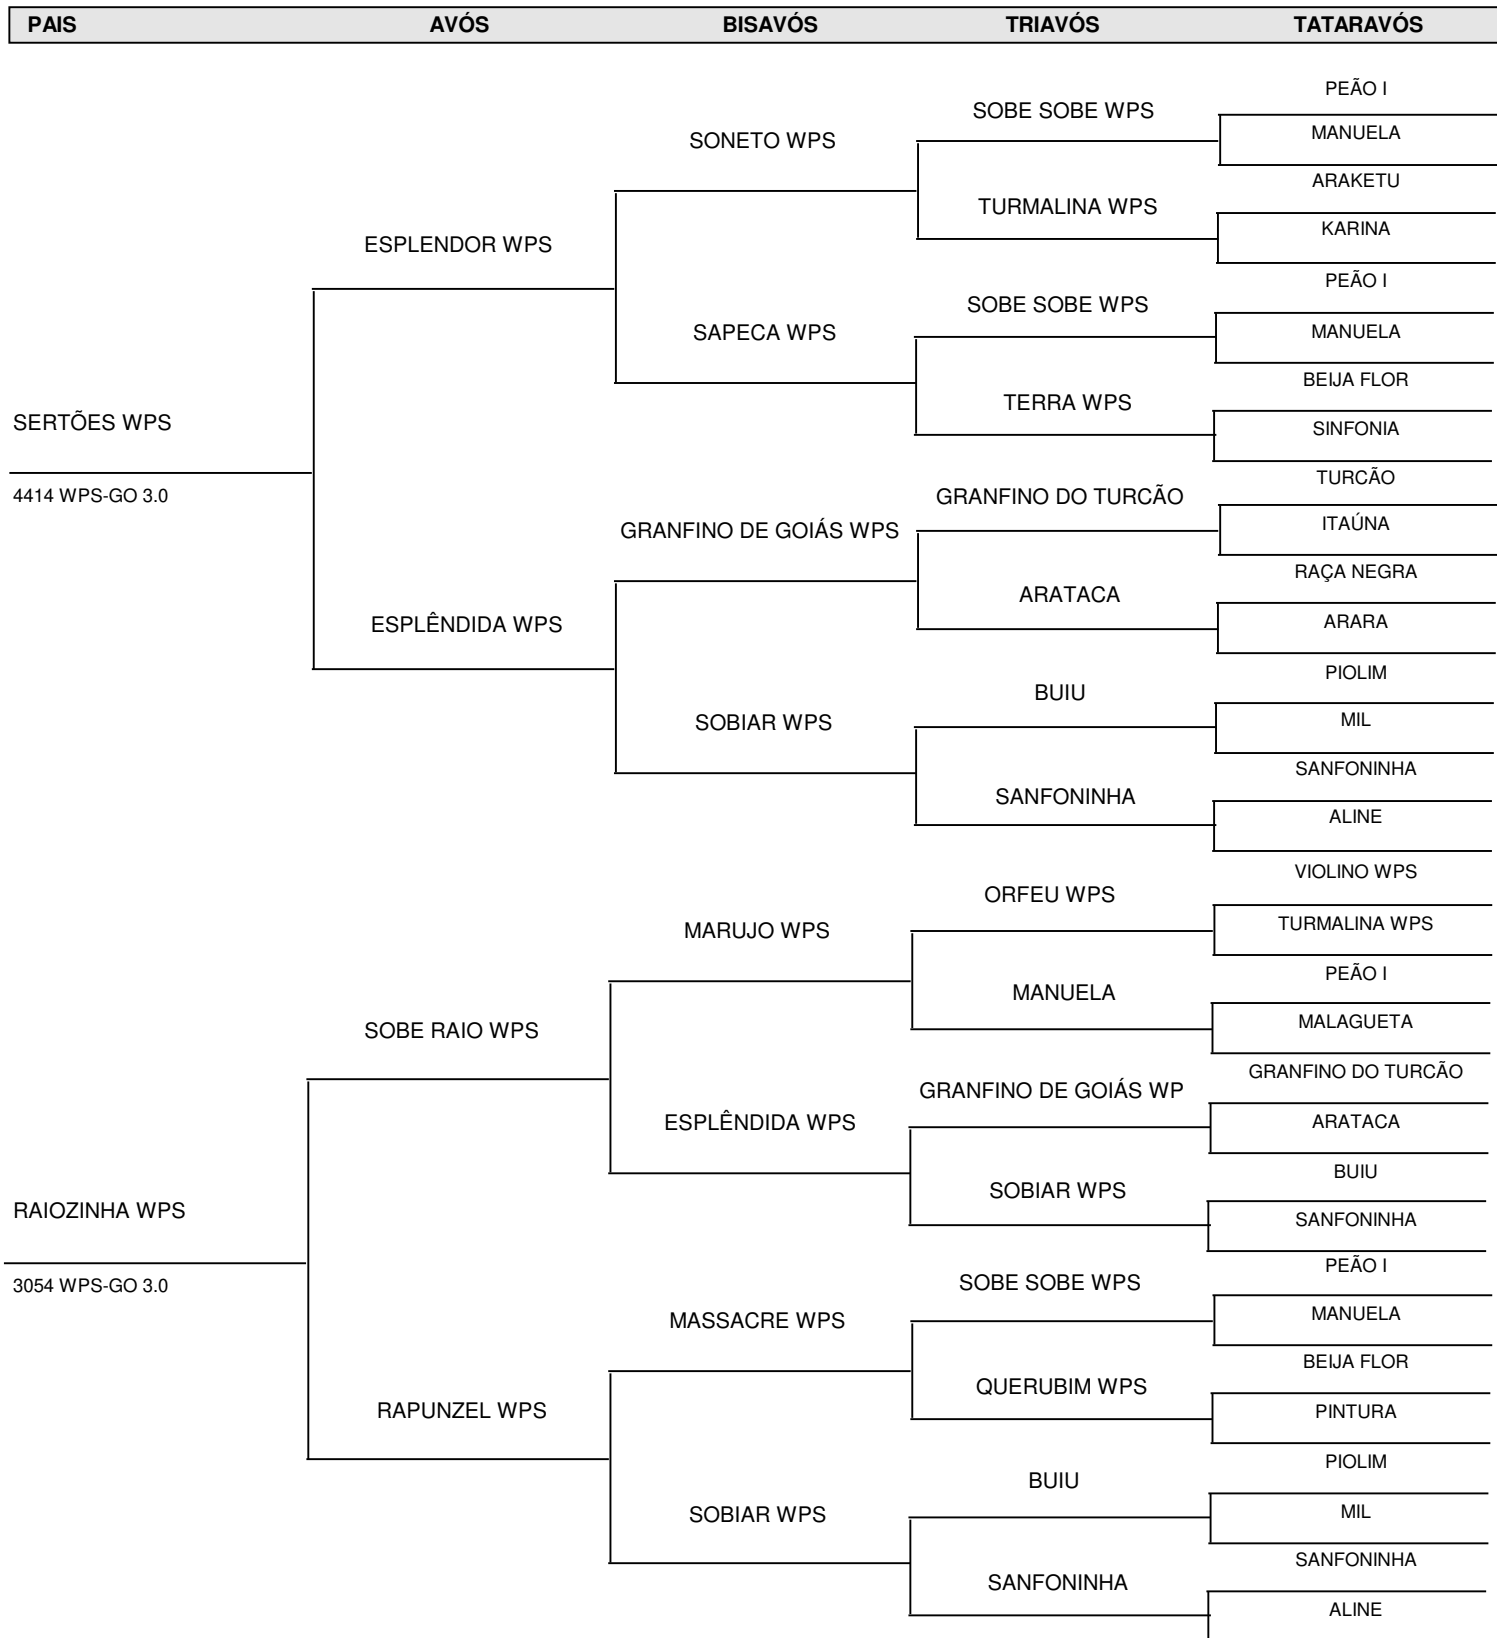 PAIS AVÓS BISAVÓS TRIAVÓS TATARAVÓS
PEÃO I
SOBE SOBE WPS
MANUELA
SONETO WPS
ARAKETU
TURMALINA WPS
KARINA
ESPLENDOR WPS
PEÃO I
SOBE SOBE WPS
MANUELA
SAPECA WPS
BEIJA FLOR
TERRA WPS
SINFONIA
SERTÕES WPS
4414 WPS-GO 3.0
TURCÃO
GRANFINO DO TURCÃO
ITAÚNA
GRANFINO DE GOIÁS WPS
RAÇA NEGRA
ARATACA
ARARA
ESPLÊNDIDA WPS
PIOLIM
BUIU
MIL
SOBIAR WPS
SANFONINHA
SANFONINHA
ALINE
VIOLINO WPS
ORFEU WPS
TURMALINA WPS
MARUJO WPS
PEÃO I
MANUELA
MALAGUETA
SOBE RAIO WPS
GRANFINO DO TURCÃO
GRANFINO DE GOIÁS WP
ARATACA
ESPLÊNDIDA WPS
BUIU
SOBIAR WPS
SANFONINHA
RAIOZINHA WPS
3054 WPS-GO 3.0
PEÃO I
SOBE SOBE WPS
MANUELA
MASSACRE WPS
BEIJA FLOR
QUERUBIM WPS
PINTURA
RAPUNZEL WPS
PIOLIM
BUIU
MIL
SOBIAR WPS
SANFONINHA
SANFONINHA
ALINE